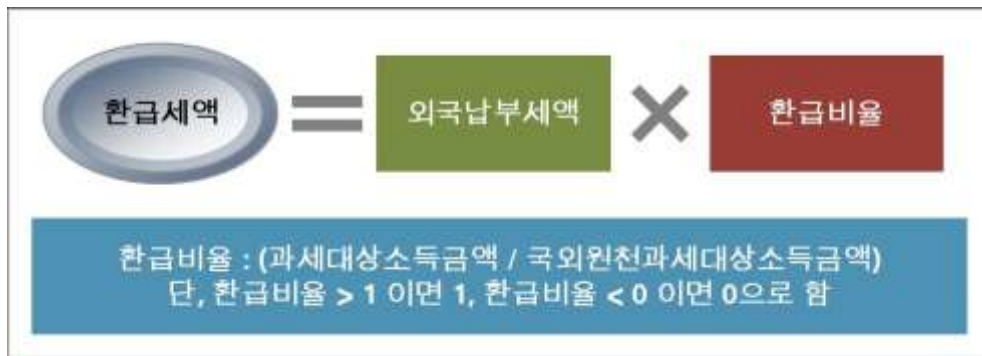 환급세액 = 외국납부세액 × 환급비율
환급비율 : (과세대상소득금액 / 국외원천과세대상소득금액)
단, 환급비율 > 1 이면 1, 환급비율 < 0 이면 0으로 함